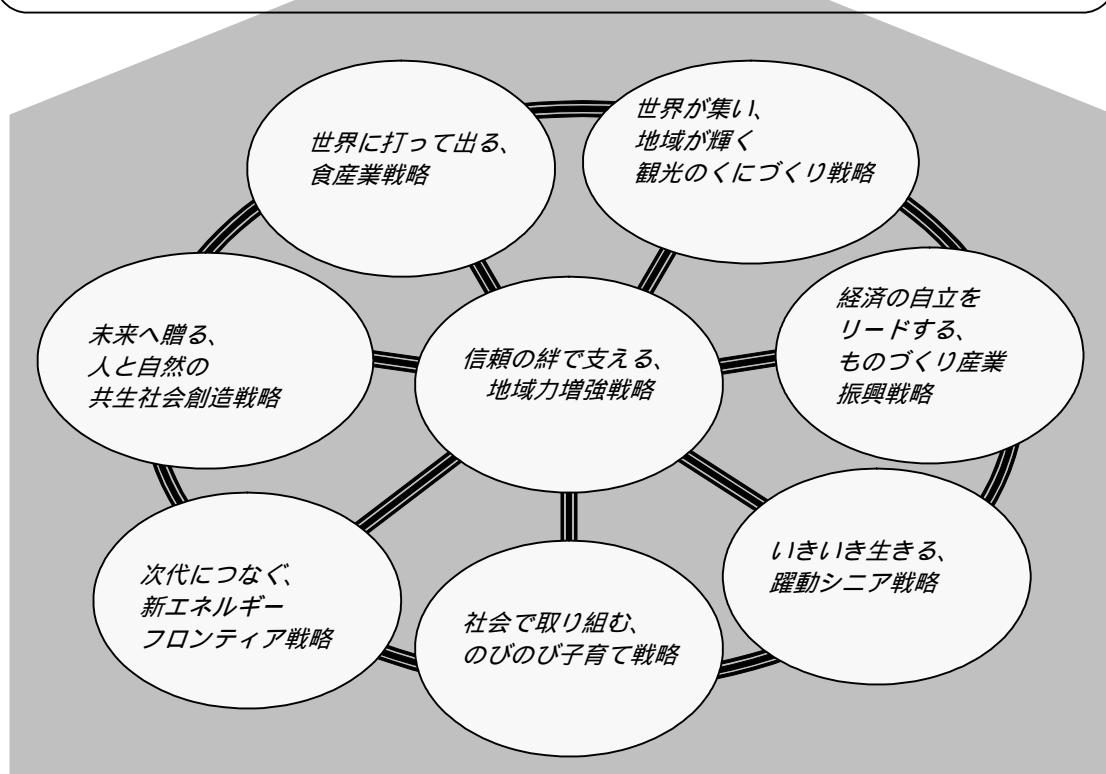 世界に打って出る、
食産業戦略
世界が集い、
地域が輝く
観光のくにづくり戦略
未来へ贈る、
人と自然の
共生社会創造戦略
信頼の絆で支える、
地域力増強戦略
経済の自立を
リードする、
ものづくり産業
振興戦略
次代につなぐ、
新エネルギー
フロンティア戦略
社会で取り組む、
のびのび子育て戦略
いきいき生きる、
躍動シニア戦略